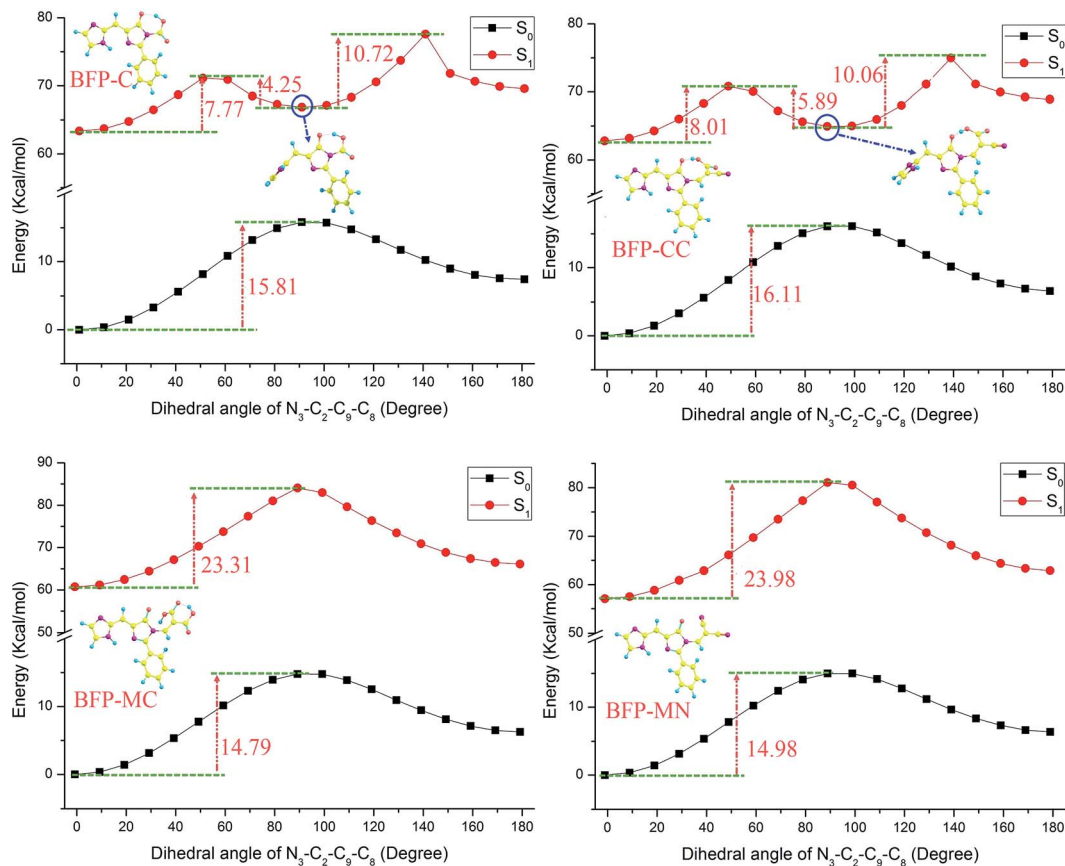 BFP-C
S0
S1
80
70
60
10
0
Energy (Kcal/mol)
7.77
4.25
10.72
15.81
0 20 40 60 80 100 120 140 160 180
Dihedral angle of N3-C2-C9-C8 (Degree)
S0
S1
80
70
60
10
0
Energy (Kcal/mol)
8.01
5.89
10.06
BFP-CC
16.11
0 20 40 60 80 100 120 140 160 180
Dihedral angle of N3-C2-C9-C8 (Degree)
S0
S1
90
80
70
60
50
10
0
Energy (Kcal/mol)
23.31
BFP-MC
14.79
0 20 40 60 80 100 120 140 160 180
Dihedral angle of N3-C2-C9-C8 (Degree)
S0
S1
80
70
60
50
10
0
Energy (Kcal/mol)
23.98
BFP-MN
14.98
0 20 40 60 80 100 120 140 160 180
Dihedral angle of N3-C2-C9-C8 (Degree)